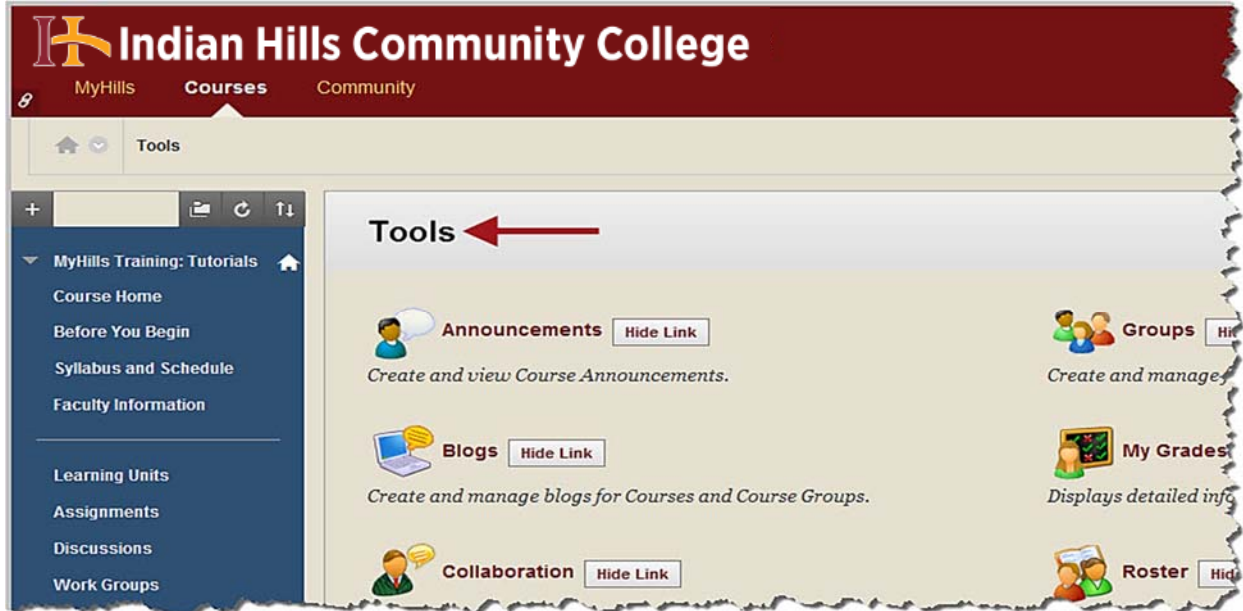 Indian Hills Community College
MyHills Courses Community
Tools
MyHills Training: Tutorials
Course Home
Before You Begin
Syllabus and Schedule
Faculty Information
Learning Units
Assignments
Discussions
Work Groups
Tools
Announcements Hide Link
Create and view Course Announcements.
Blogs Hide Link
Create and manage blogs for Courses and Course Groups.
Collaboration Hide Link
Groups
Create and manage
My Grades
Displays detailed
Roster